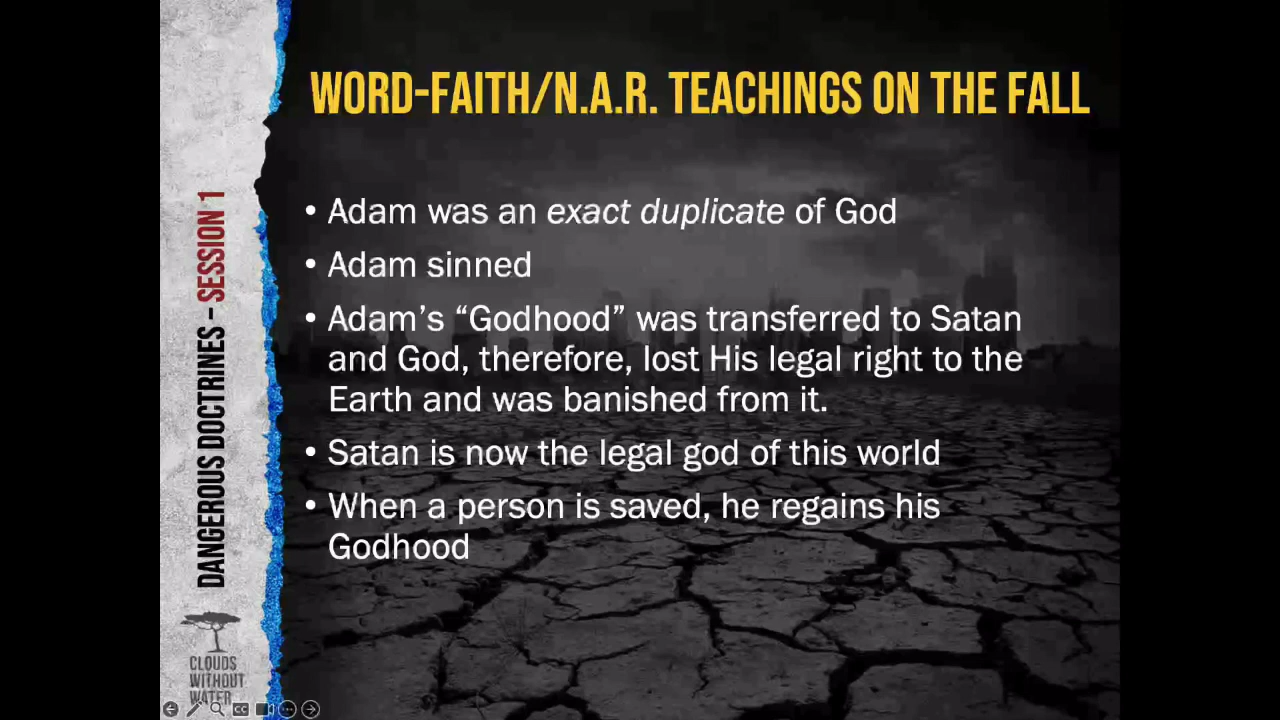 WORD-FAITH/N.A.R. TEACHINGS ON THE FALL
• Adam was an exact duplicate of God
• Adam sinned
• Adam’s “Godhood” was transferred to Satan
and God, therefore, lost His legal right to the
Earth and was banished from it.
• Satan is now the legal god of this world
• When a person is saved, he regains his
Godhood
DANGEROUS DOCTRINES – SESSION 1
CLOUDS
WITHOUT
WATER
CC